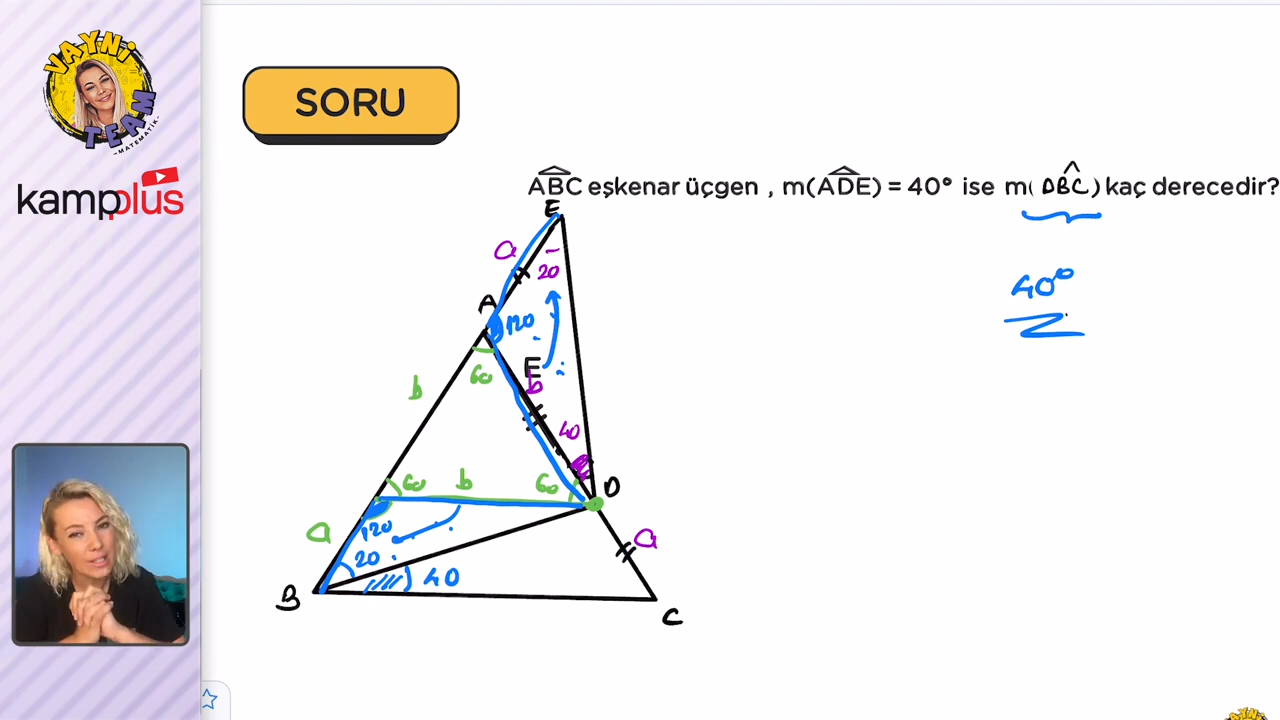 VAYNİ
TEAM
-MATEMATİK-
kampplus
SORU
ABC eşkenar üçgen , m(ADE) = 40° ise m( DBC ) kaç derecedir?
40°
E
a
20
A
120
60
E
b
b
40
60
b
60
D
a
120
20
a
40
B
C
VAYNİ